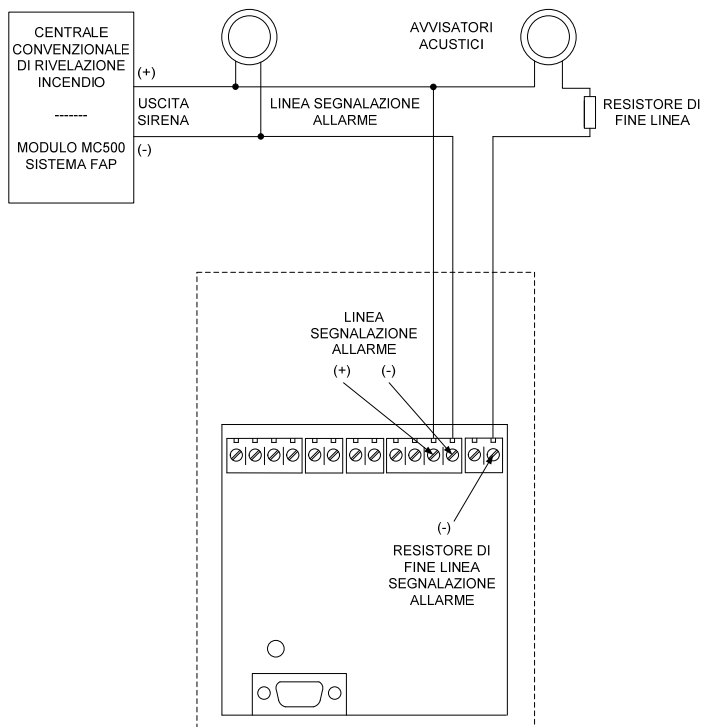 CENTRALE
CONVENZIONALE
DI RIVELAZIONE
INCENDIO
-------
MODULO MC500
SISTEMA FAP
(+)
USCITA
SIRENA
(-)
LINEA SEGNALAZIONE
ALLARME
AVVISATORI
ACUSTICI
RESISTORE DI
FINE LINEA
LINEA
SEGNALAZIONE
ALLARME
(+) (-)
(-)
RESISTORE DI
FINE LINEA
SEGNALAZIONE
ALLARME